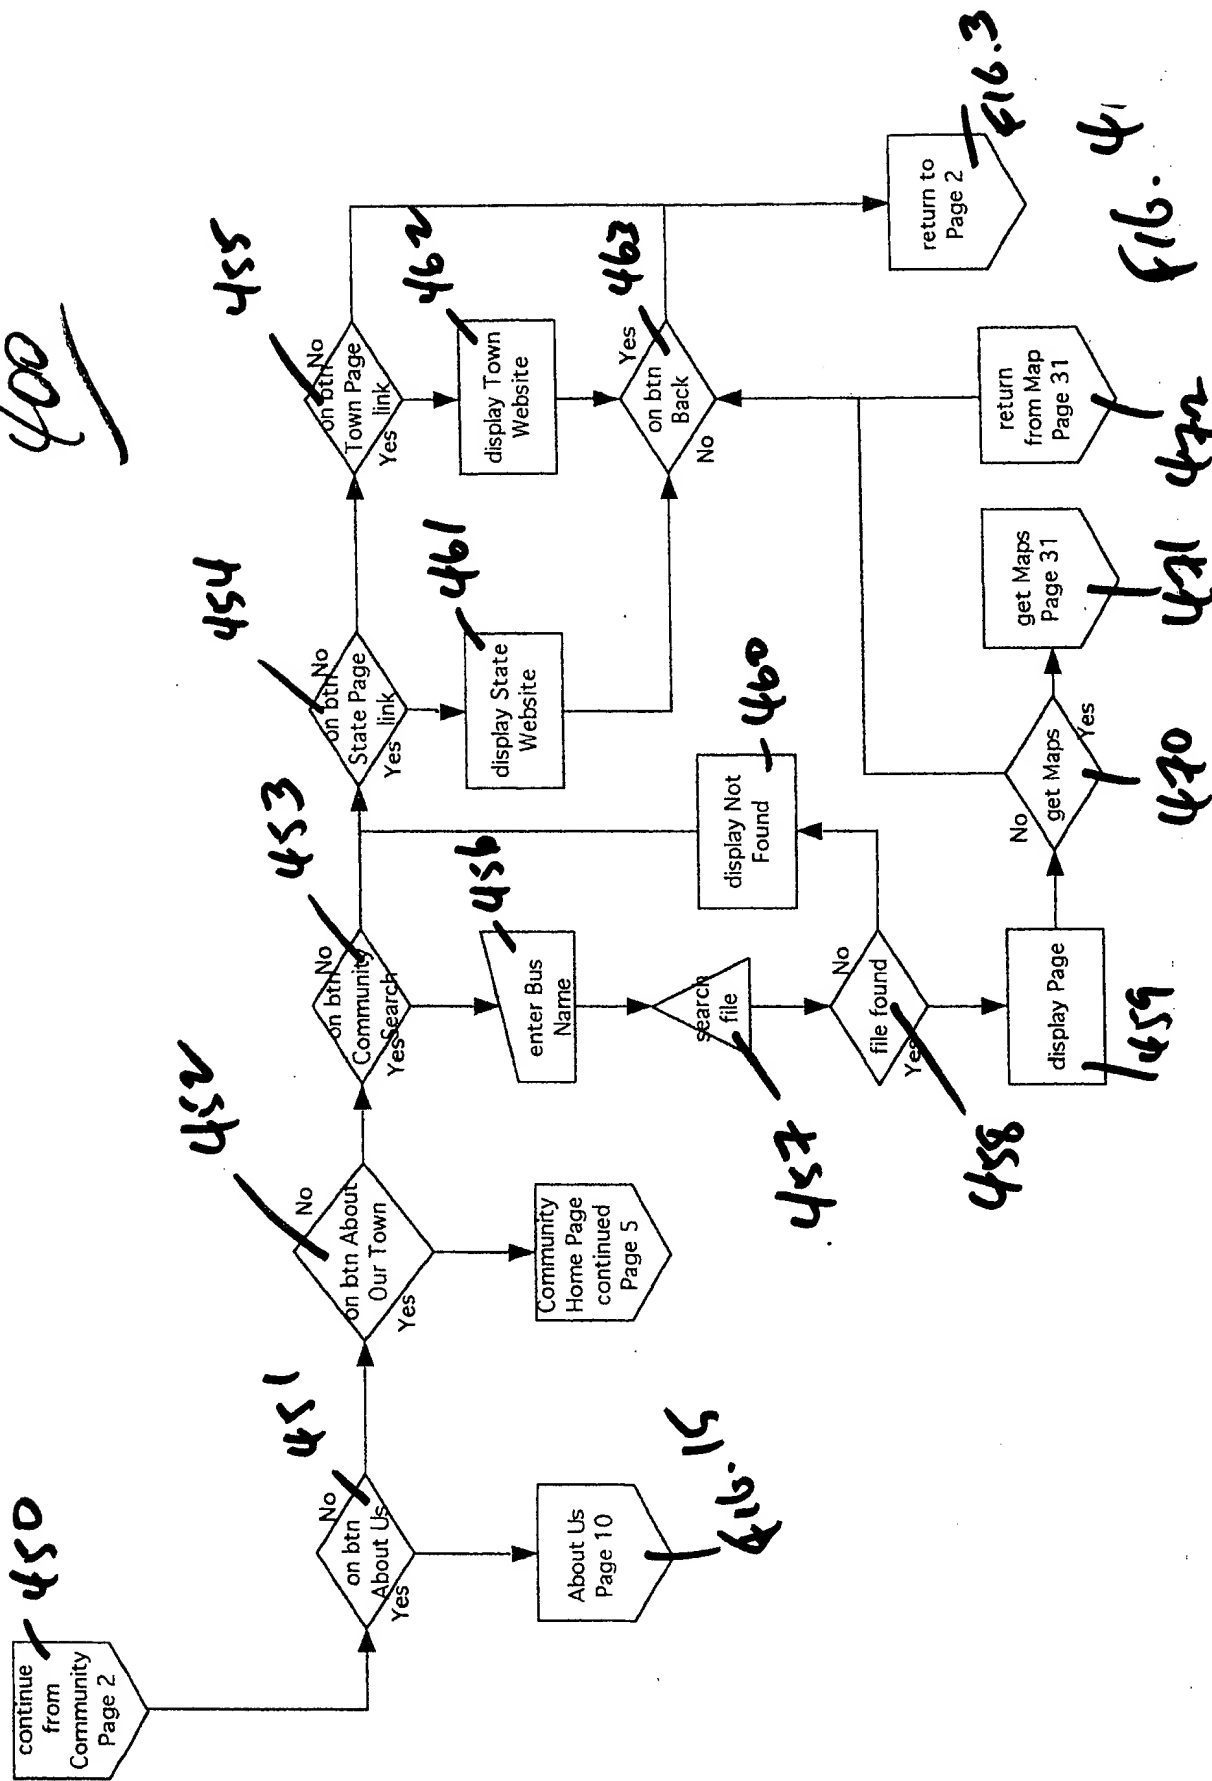 400
450
continue
from
Community
Page 2
451
on btn
About Us
No
Yes
About Us
Page 10
FIG. 15
452
on btn About
Our Town
No
Yes
Community
Home Page
continued
Page 5
453
on btn
Community
Search
No
Yes
456
enter Bus
Name
457
search
file
458
file found
No
Yes
display Page
459
460
display Not
Found
454
on btn
State Page
link
No
Yes
461
display State
Website
455
on btn
Town Page
link
No
Yes
462
display Town
Website
463
on btn
Back
Yes
No
get Maps
No
Yes
470
get Maps
Page 31
471
return
from Map
Page 31
472
return to
Page 2
FIG. 3
FIG. 4